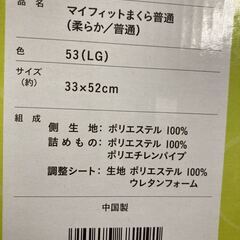 品名 マイフィットまくら普通
(柔らか/普通)
色 53(LG)
サイズ 33×52cm
(約)
組成
側生地: ポリエステル 100%
詰めもの: ポリエステル 100%
ポリエチレンパイプ
調整シート: 生地 ポリエステル 100%
ウレタンフォーム
中国製